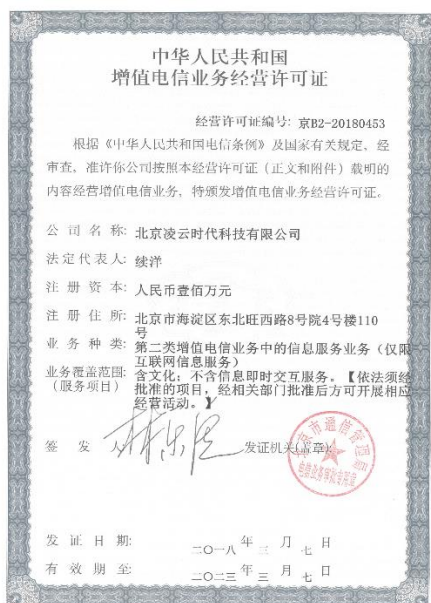 中华人民共和国
增值电信业务经营许可证
经营许可证编号: 京B2-20180453
根据《中华人民共和国电信条例》及国家有关规定，经
审查，准许你公司按照本经营许可证（正文和附件）载明的
内容经营增值电信业务，特颁发增值电信业务经营许可证。
公司名称: 北京凌云时代科技有限公司
法定代表人: 续洋
注册资本: 人民币壹佰万元
注册住所: 北京市海淀区东北旺西路8号院4号楼110
号
业务种类: 第二类增值电信业务中的信息服务业务（仅限
互联网信息服务）
业务覆盖范围: 含文化；不含信息即时交互服务。【依法须经
（服务项目） 批准的项目，经相关部门批准后方可开展相应
经营活动。】
签发人 发证机关(盖章):
北京市通信管理局
发证日期: 二〇一八年三月七日
有效期至: 二〇二三年三月七日